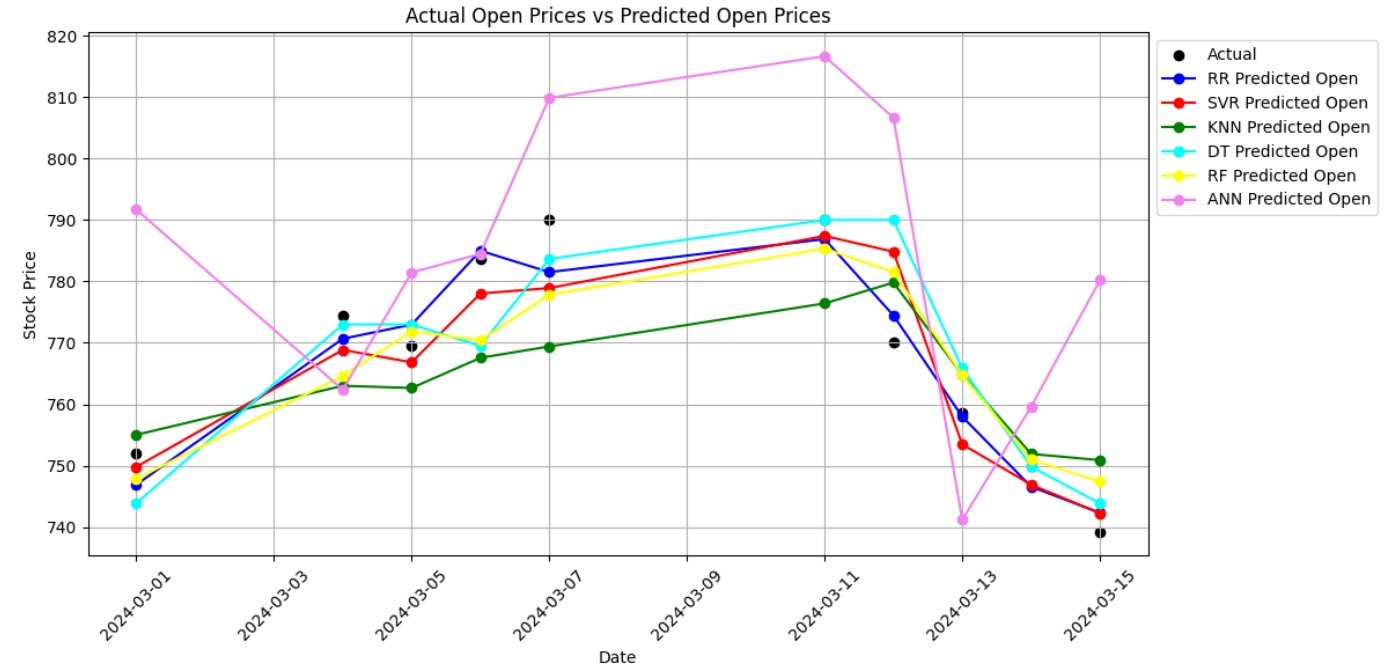 Actual Open Prices vs Predicted Open Prices
820
810
800
790
780
770
760
750
740
Stock Price
2024-03-01
2024-03-03
2024-03-05
2024-03-07
2024-03-09
2024-03-11
2024-03-13
2024-03-15
Date
Actual
RR Predicted Open
SVR Predicted Open
KNN Predicted Open
DT Predicted Open
RF Predicted Open
ANN Predicted Open